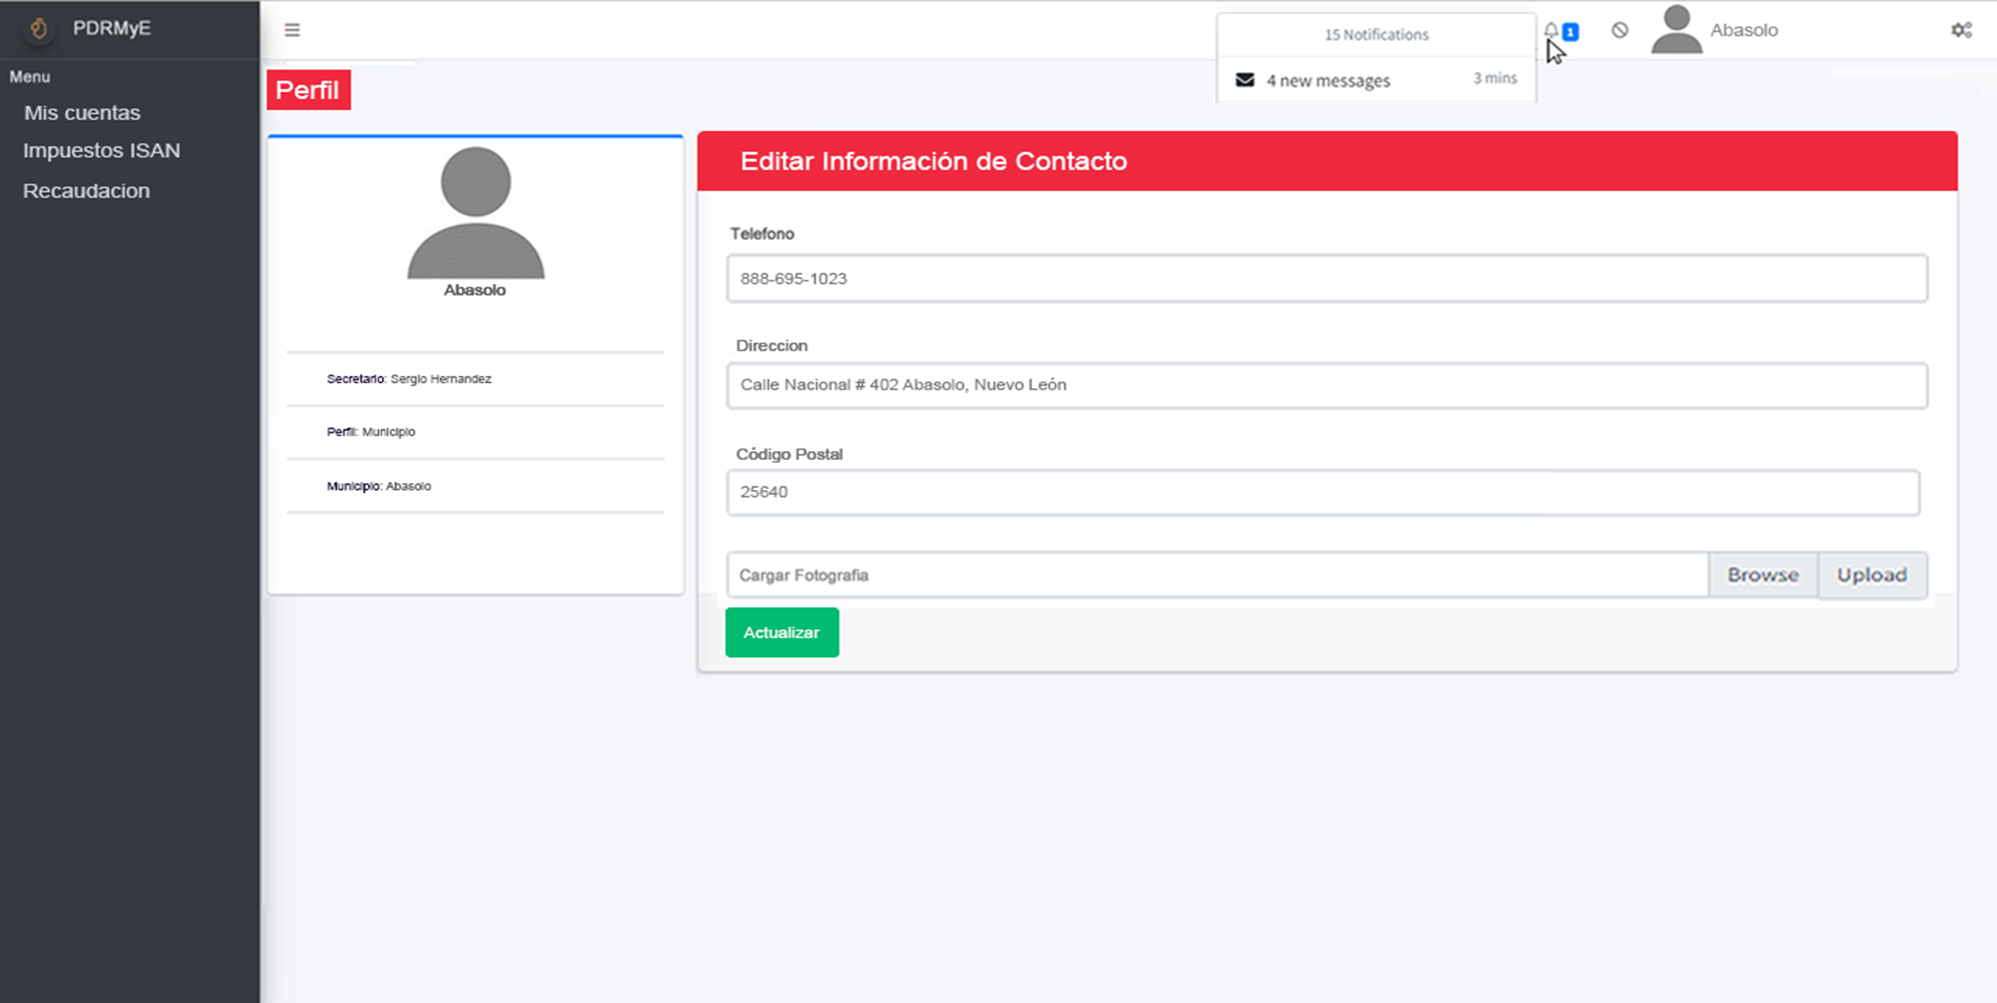 PDRMyE
Menu
Mis cuentas
Impuestos ISAN
Recaudacion
15 Notifications
4 new messages 3 mins
1
Abasolo
Perfil
Abasolo
Secretario: Sergio Hernandez
Perfil: Municipio
Municipio: Abasolo
Editar Información de Contacto
Telefono
888-695-1023
Direccion
Calle Nacional # 402 Abasolo, Nuevo León
Código Postal
25640
Cargar Fotografia Browse Upload
Actualizar